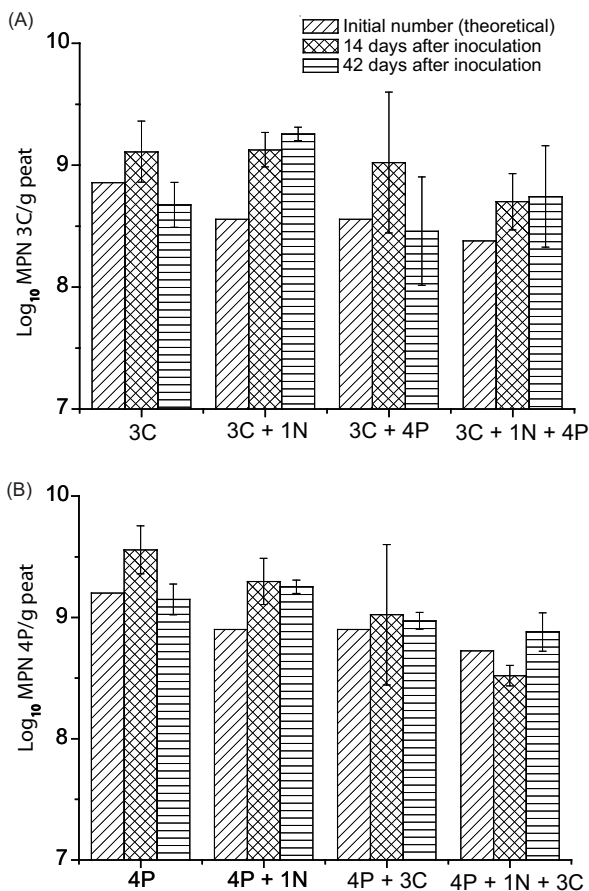 (A)
10
9
8
7
Log10 MPN 3C/g peat
Initial number (theoretical)
14 days after inoculation
42 days after inoculation
3C
3C + 1N
3C + 4P
3C + 1N + 4P
(B)
10
9
8
7
Log10 MPN 4P/g peat
4P
4P + 1N
4P + 3C
4P + 1N + 3C